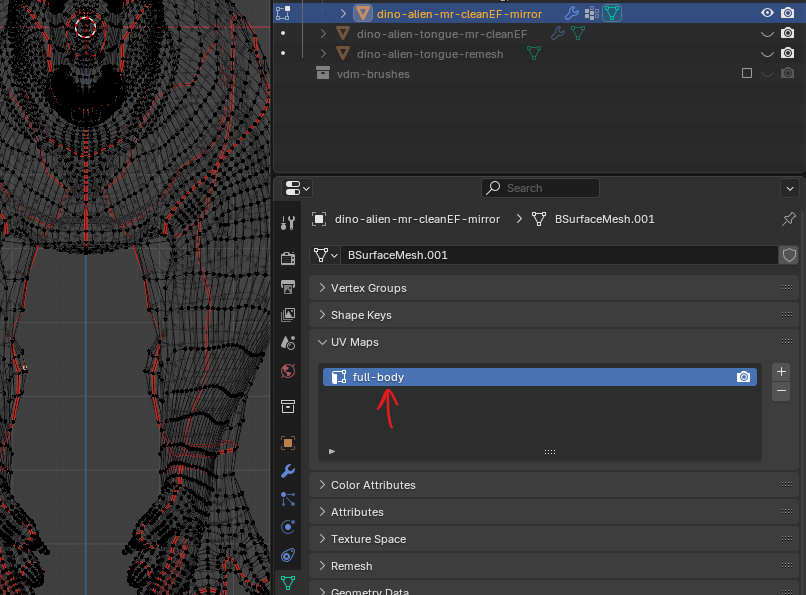 dino-alien-mr-cleanEF-mirror
dino-alien-tongue-mr-cleanEF
dino-alien-tongue-remesh
vdm-brushes
Search
dino-alien-mr-cleanEF-mirror > BSurfaceMesh.001
BSurfaceMesh.001
Vertex Groups
Shape Keys
UV Maps
full-body
Color Attributes
Attributes
Texture Space
Remesh
Geometry Data